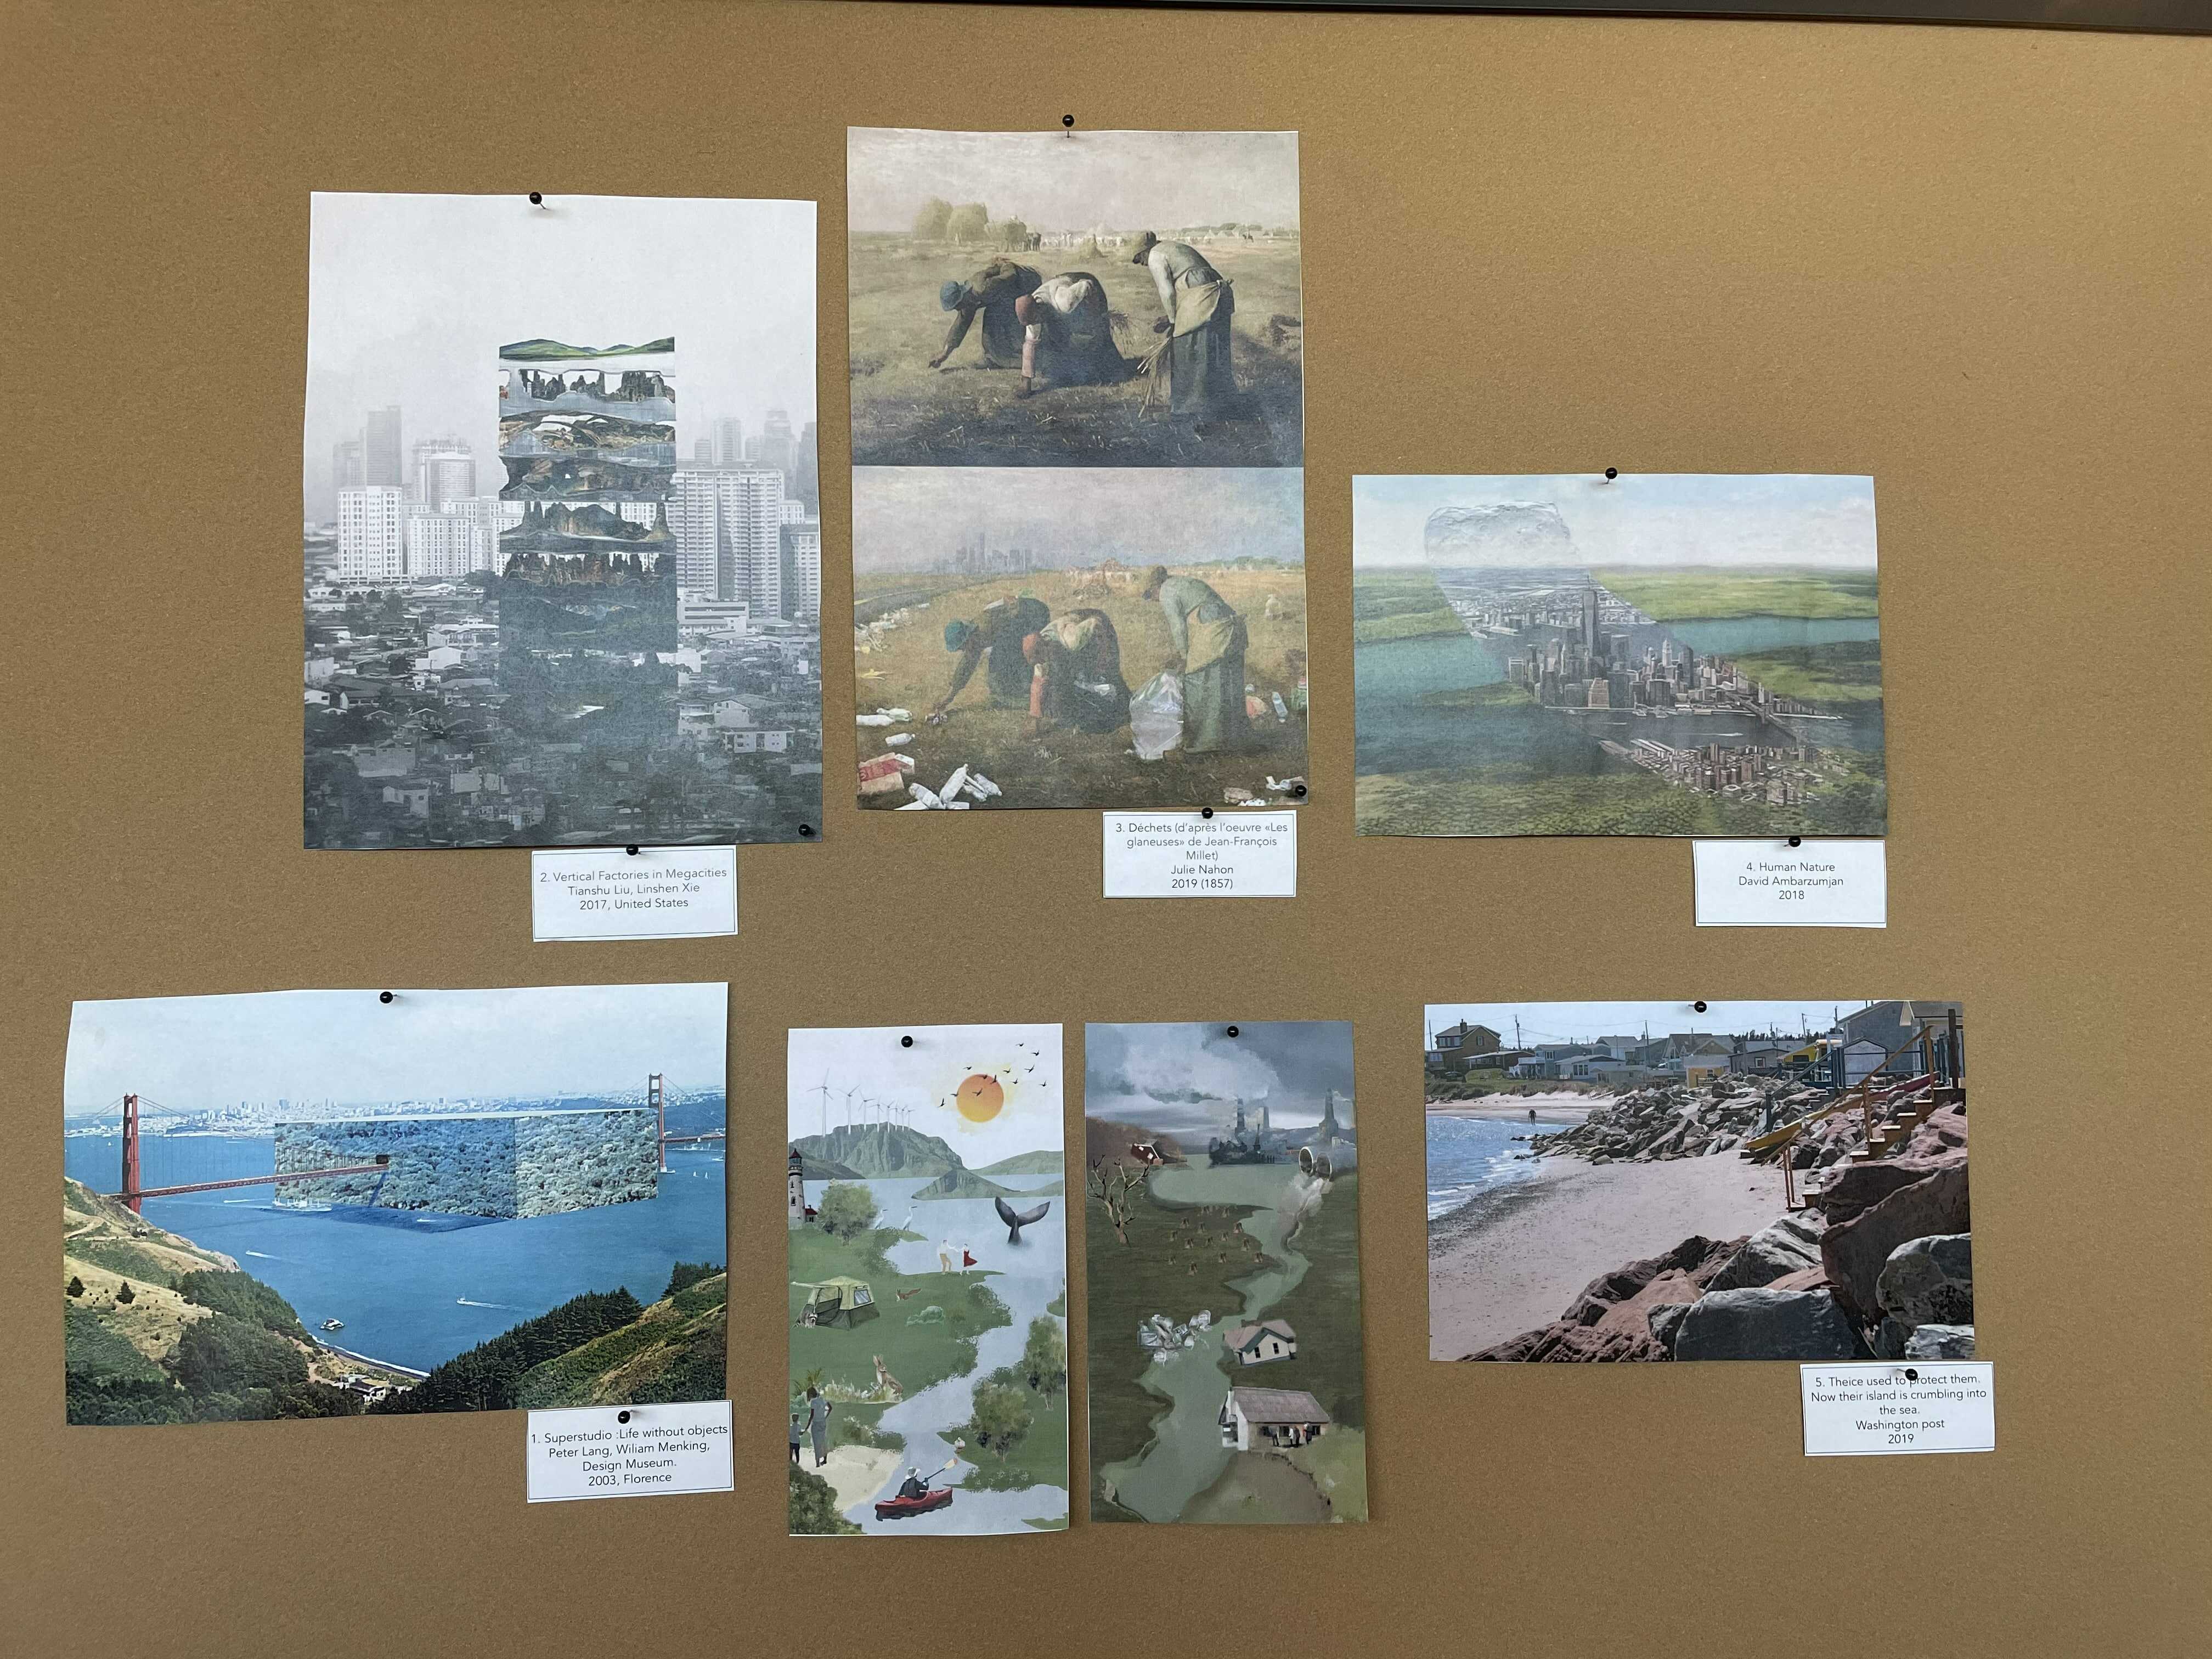 2. Vertical Factories in Megacities
Tianshu Liu, Linshen Xie
2017, United States
3. Déchets (d'après l'oeuvre «Les
glaneuses» de Jean-François
Millet)
Julie Nahon
2019 (1857)
4. Human Nature
David Ambarzumjan
2018
1. Superstudio :Life without objects
Peter Lang, Wiliam Menking,
Design Museum.
2003, Florence
5. Theice used to protect them.
Now their island is crumbling into
the sea.
Washington post
2019